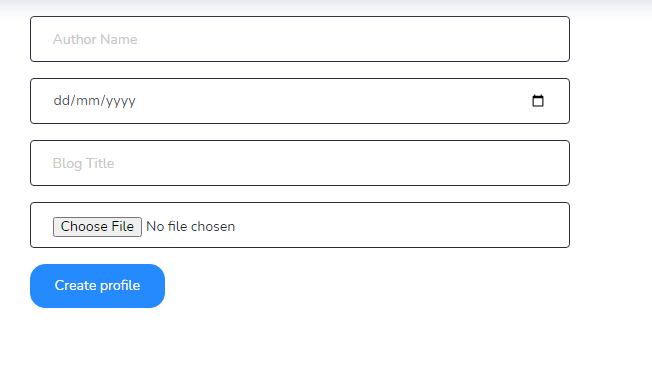 Author Name
dd/mm/yyyy
Blog Title
Choose File No file chosen
Create profile